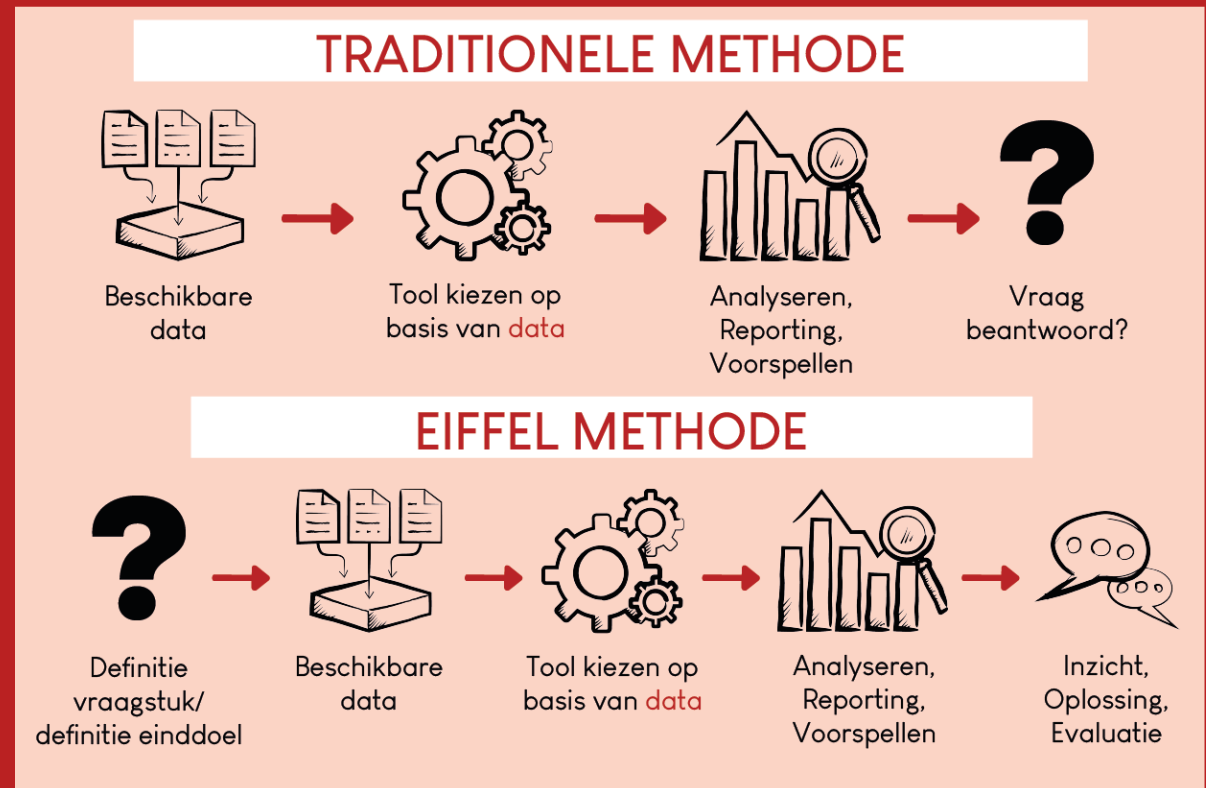 TRADITIONELE METHODE
Beschikbare
data
Tool kiezen op
basis van data
Analyseren,
Reporting,
Voorspellen
Vraag
beantwoord?
EIFFEL METHODE
Definitie
vraagstuk/
definitie einddoel
Beschikbare
data
Tool kiezen op
basis van data
Analyseren,
Reporting,
Voorspellen
Inzicht,
Oplossing,
Evaluatie